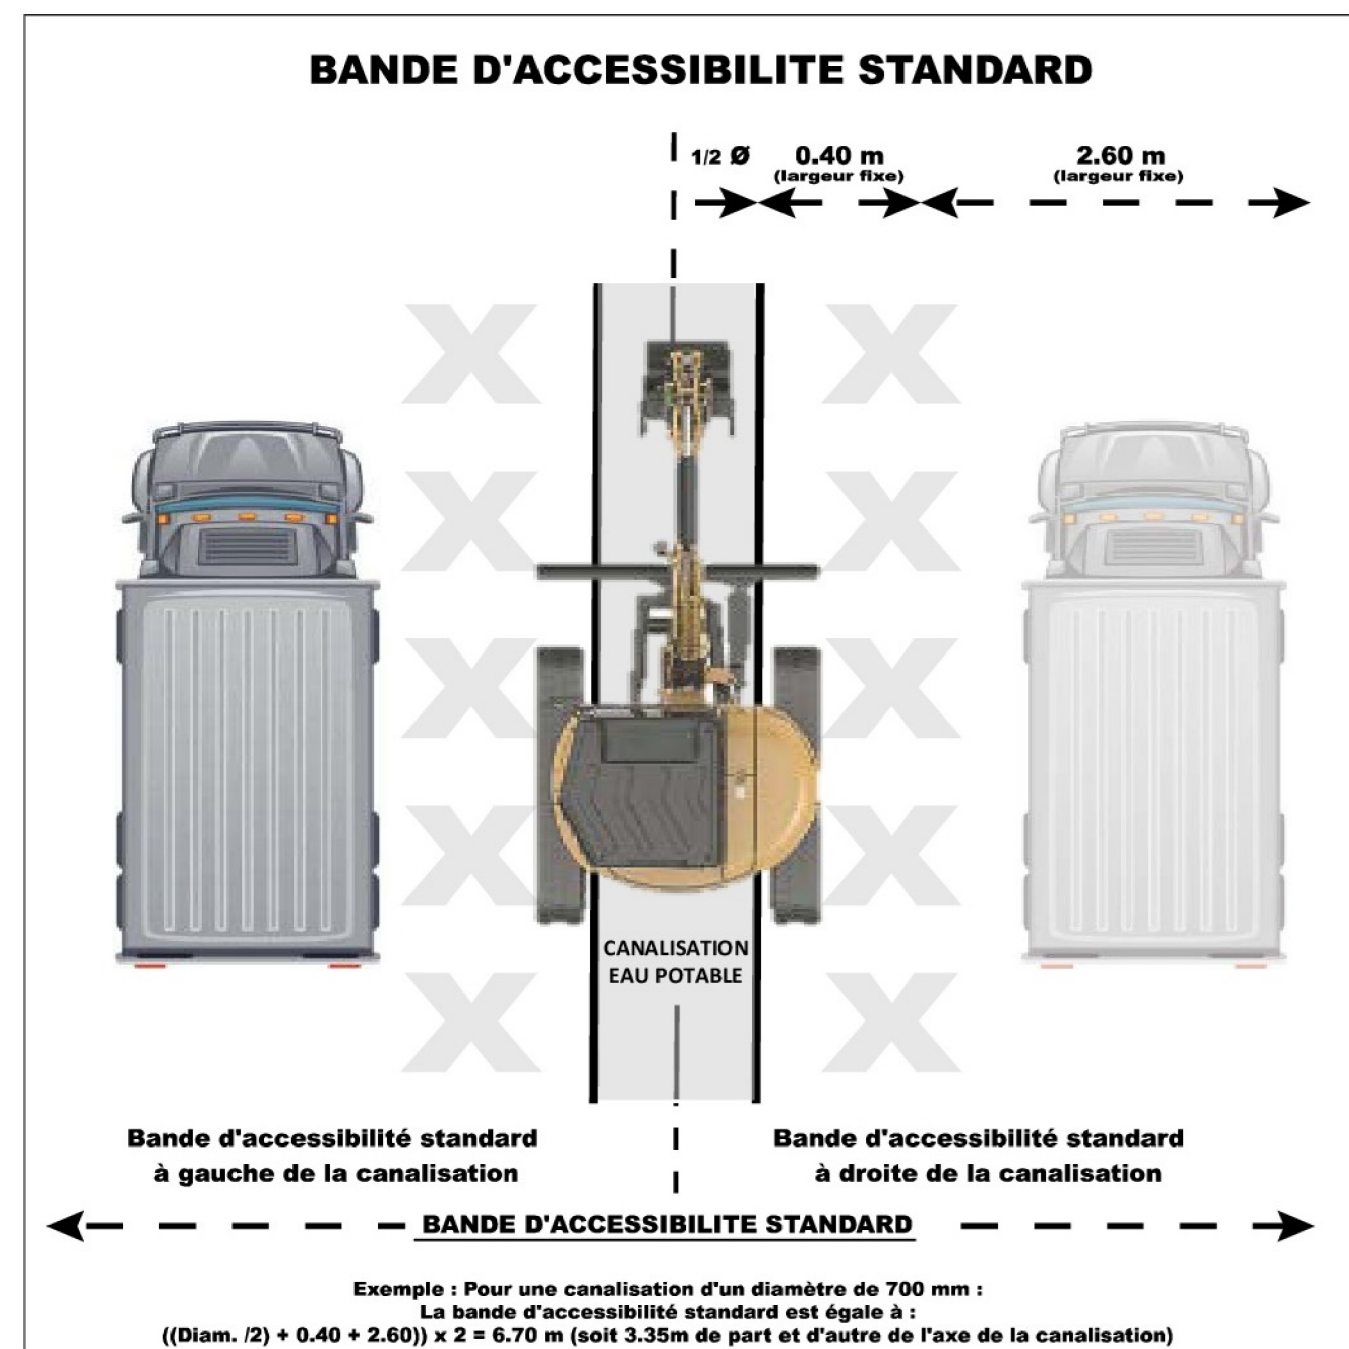 BANDE D'ACCESSIBILITE STANDARD
1/2 Ø 0.40 m 2.60 m
(largeur fixe) (largeur fixe)
CANALISATION
EAU POTABLE
Bande d'accessibilité standard
à gauche de la canalisation
Bande d'accessibilité standard
à droite de la canalisation
BANDE D'ACCESSIBILITE STANDARD
Exemple : Pour une canalisation d'un diamètre de 700 mm :
La bande d'accessibilité standard est égale à :
((Diam. /2) + 0.40 + 2.60)) x 2 = 6.70 m (soit 3.35m de part et d'autre de l'axe de la canalisation)